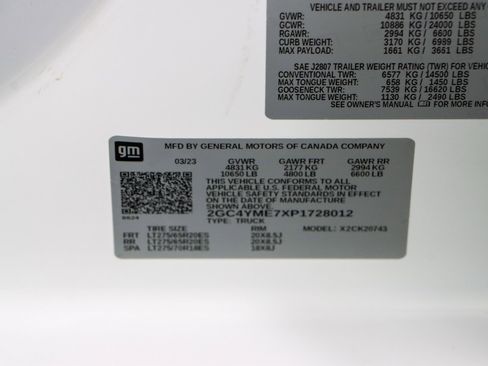 VEHICLE AND TRAILER MUST NOT EXCEED ANY
GVWR: 4831 KG / 10650 LBS
GCWR: 10886 KG / 24000 LBS
RGAWR: 2994 KG / 6600 LBS
CURB WEIGHT: 3170 KG / 6989 LBS
MAX PAYLOAD: 1661 KG / 3661 LBS
SAE J2807 TRAILER WEIGHT RATING (TWR) FOR VEHIC
CONVENTIONAL TWR: 6577 KG / 14500 LBS
MAX TONGUE WEIGHT: 658 KG / 1450 LBS
GOOSENECK TWR: 7539 KG / 16620 LBS
MAX TONGUE WEIGHT: 1130 KG / 2490 LBS
SEE OWNER'S MANUAL FOR MORE INFO
gm
MFD BY GENERAL MOTORS OF CANADA COMPANY
03/23 GVWR GAWR FRT GAWR RR
4831 KG 2177 KG 2994 KG
10650 LB 4800 LB 6600 LB
THIS VEHICLE CONFORMS TO ALL
APPLICABLE U.S. FEDERAL MOTOR
VEHICLE SAFETY STANDARDS IN EFFECT
ON THE DATE OF MANUFACTURE SHOWN ABOVE.
2GC4YME7XP1728012
TYPE: TRUCK
TIRE SIZE RIM MODEL: X2CK20743
FRT LT275/65R20ES 20X8.5J
RR LT275/65R20ES 20X8.5J
SPA LT275/70R18ES 18X8J